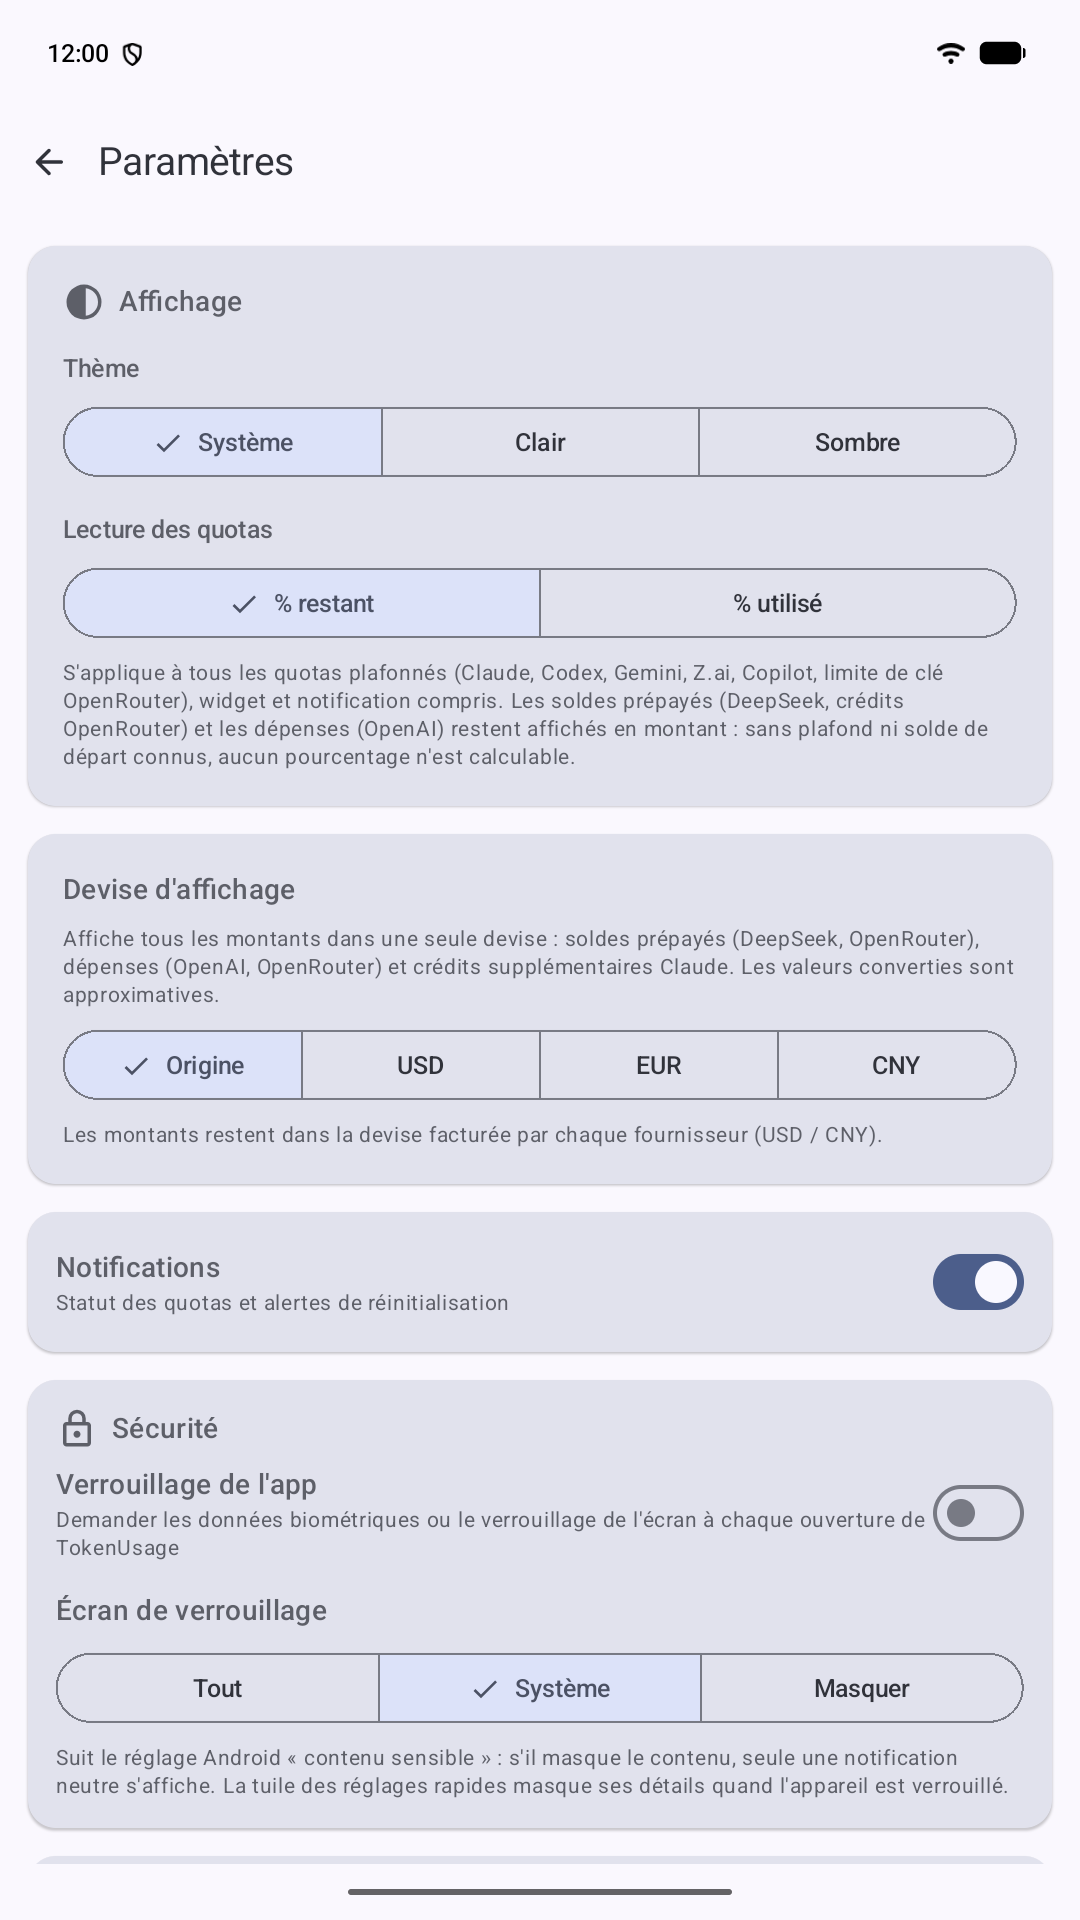 12:00
Paramètres
Affichage
Thème
Système
Clair
Sombre
Lecture des quotas
% restant
% utilisé
S'applique à tous les quotas plafonnés (Claude, Codex, Gemini, Z.ai, Copilot, limite de clé
OpenRouter), widget et notification compris. Les soldes prépayés (DeepSeek, crédits
OpenRouter) et les dépenses (OpenAI) restent affichés en montant : sans plafond ni solde de
départ connus, aucun pourcentage n'est calculable.
Devise d'affichage
Affiche tous les montants dans une seule devise : soldes prépayés (DeepSeek, OpenRouter),
dépenses (OpenAI, OpenRouter) et crédits supplémentaires Claude. Les valeurs converties sont
approximatives.
Origine
USD
EUR
CNY
Les montants restent dans la devise facturée par chaque fournisseur (USD / CNY).
Notifications
Statut des quotas et alertes de réinitialisation
Sécurité
Verrouillage de l'app
Demander les données biométriques ou le verrouillage de l'écran à chaque ouverture de
TokenUsage
Écran de verrouillage
Tout
Système
Masquer
Suit le réglage Android « contenu sensible » : s'il masque le contenu, seule une notification
neutre s'affiche. La tuile des réglages rapides masque ses détails quand l'appareil est verrouillé.